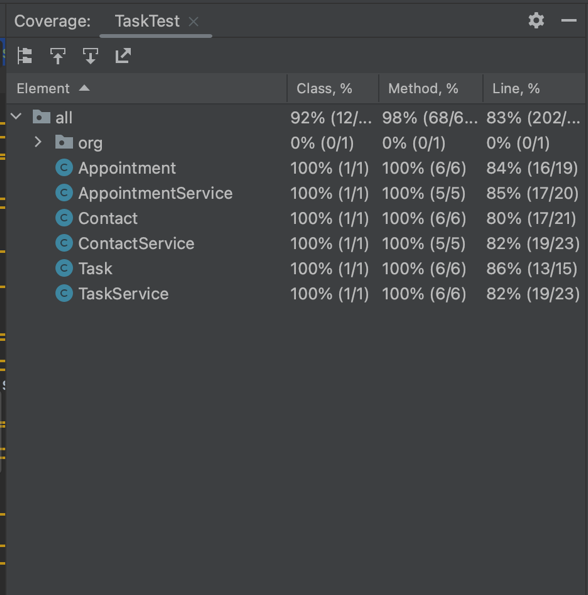 Coverage: TaskTest
Element Class, % Method, % Line, %
all 92% (12/... 98% (68/6... 83% (202/...
org 0% (0/1) 0% (0/1) 0% (0/1)
C Appointment 100% (1/1) 100% (6/6) 84% (16/19)
C AppointmentService 100% (1/1) 100% (5/5) 85% (17/20)
C Contact 100% (1/1) 100% (6/6) 80% (17/21)
C ContactService 100% (1/1) 100% (5/5) 82% (19/23)
C Task 100% (1/1) 100% (6/6) 86% (13/15)
C TaskService 100% (1/1) 100% (6/6) 82% (19/23)